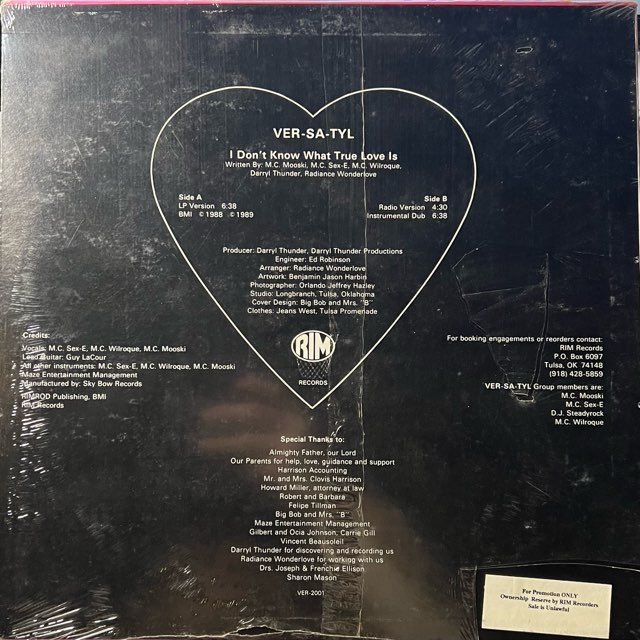 VER-SA-TYL
I Don't Know What True Love Is
Written By: M.C. Mooski, M.C. Sex-E, M.C. Wilroque,
Darryl Thunder, Radiance Wonderlove
Side A
LP Version 6:38
BMI ©1988 ©1989
Side B
Radio Version 4:30
Instrumental Dub 6:38
Producer: Darryl Thunder, Darryl Thunder Productions
Engineer: Ed Robinson
Arranger: Radiance Wonderlove
Artwork: Benjamin Jason Harbin
Photographer: Orlando Jeffrey Hazley
Studio: Longbranch, Tulsa, Oklahoma
Cover Design: Big Bob and Mrs. "B"
Clothes: Jeans West, Tulsa Promenade
RIM
RECORDS
Credits:
Vocals: M.C. Sex-E, M.C. Wilroque, M.C. Mooski
Lead Guitar: Guy LaCour
All other instruments: M.C. Sex-E, M.C. Wilroque, M.C. Mooski
Maze Entertainment Management
Manufactured by: Sky Bow Records
RIMROD Publishing, BMI
RIM Records
For booking engagements or reorders contact:
RIM Records
P.O. Box 6097
Tulsa, OK 74148
(918) 428-5859
VER-SA-TYL Group members are:
M.C. Mooski
M.C. Sex-E
D.J. Steadyrock
M.C. Wilroque
Special Thanks to:
Almighty Father, our Lord
Our Parents for help, love, guidance and support
Harrison Accounting
Mr. and Mrs. Clovis Harrison
Howard Miller, attorney at law
Robert and Barbara
Felipe Tillman
Big Bob and Mrs. "B"
Maze Entertainment Management
Gilbert and Ocia Johnson, Carrie Gill
Vincent Beausoleil
Darryl Thunder for discovering and recording us
Radiance Wonderlove for working with us
Drs. Joseph & Frenchie Ellison
Sharon Mason
VER-2001
For Promotion ONLY
Ownership Reserve by RIM Recorders
Sale is Unlawful